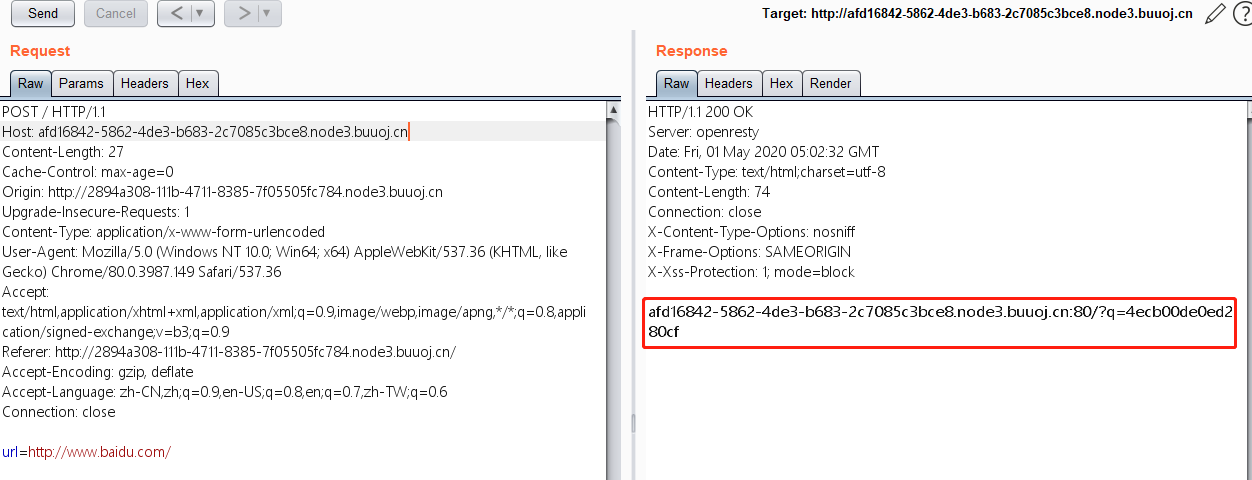 Send Cancel < ▼ > ▼ Target: http://afd16842-5862-4de3-b683-2c7085c3bce8.node3.buuoj.cn ?
Request
Raw Params Headers Hex
POST / HTTP/1.1
Host: afd16842-5862-4de3-b683-2c7085c3bce8.node3.buuoj.cn
Content-Length: 27
Cache-Control: max-age=0
Origin: http://2894a308-111b-4711-8385-7f05505fc784.node3.buuoj.cn
Upgrade-Insecure-Requests: 1
Content-Type: application/x-www-form-urlencoded
User-Agent: Mozilla/5.0 (Windows NT 10.0; Win64; x64) AppleWebKit/537.36 (KHTML, like
Gecko) Chrome/80.0.3987.149 Safari/537.36
Accept:
text/html,application/xhtml+xml,application/xml;q=0.9,image/webp,image/apng,*/*;q=0.8,appli
cation/signed-exchange;v=b3;q=0.9
Referer: http://2894a308-111b-4711-8385-7f05505fc784.node3.buuoj.cn/
Accept-Encoding: gzip, deflate
Accept-Language: zh-CN,zh;q=0.9,en-US;q=0.8,en;q=0.7,zh-TW;q=0.6
Connection: close
url=http://www.baidu.com/
Response
Raw Headers Hex Render
HTTP/1.1 200 OK
Server: openresty
Date: Fri, 01 May 2020 05:02:32 GMT
Content-Type: text/html;charset=utf-8
Content-Length: 74
Connection: close
X-Content-Type-Options: nosniff
X-Frame-Options: SAMEORIGIN
X-Xss-Protection: 1; mode=block
afd16842-5862-4de3-b683-2c7085c3bce8.node3.buuoj.cn:80/?q=4ecb00de0ed2
80cf